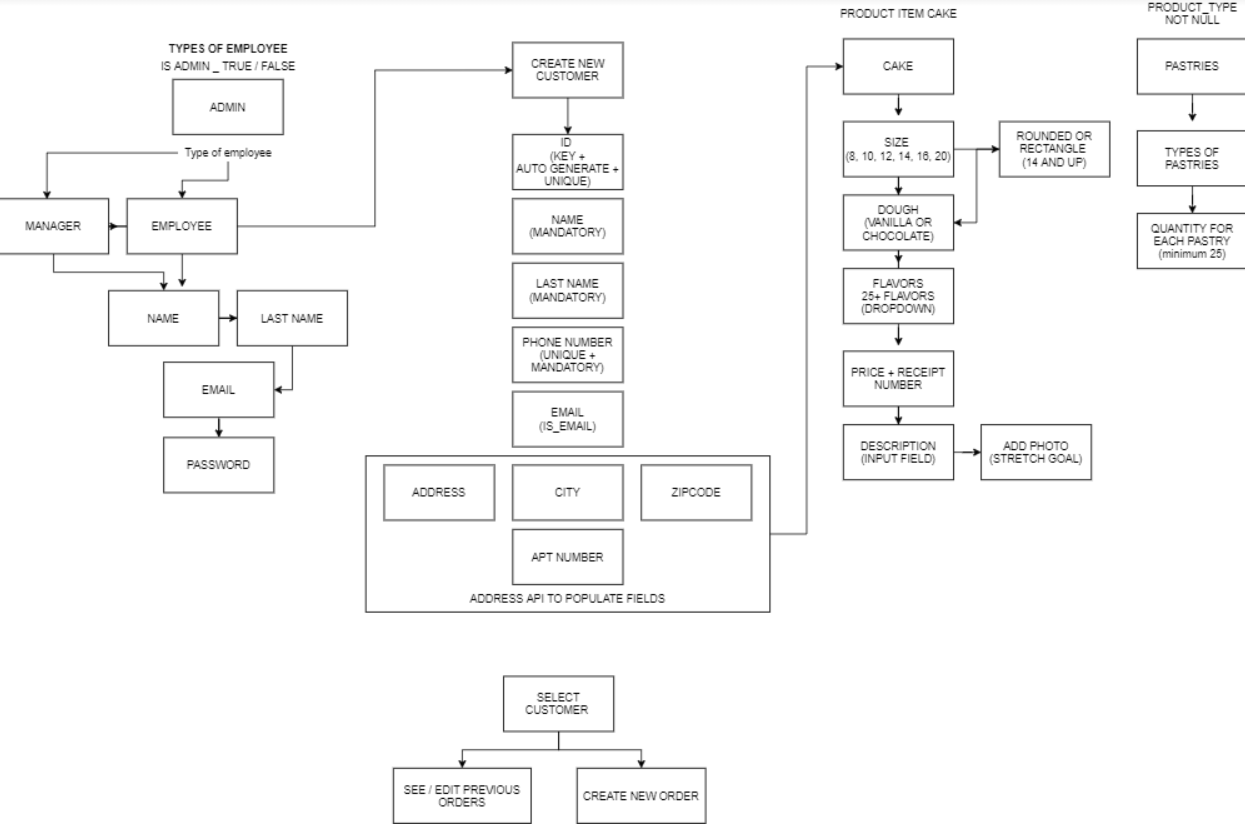 TYPES OF EMPLOYEE
IS ADMIN _ TRUE / FALSE
ADMIN
Type of employee
MANAGER
EMPLOYEE
NAME
LAST NAME
EMAIL
PASSWORD
CREATE NEW
CUSTOMER
ID
(KEY +
AUTO GENERATE +
UNIQUE)
NAME
(MANDATORY)
LAST NAME
(MANDATORY)
PHONE NUMBER
(UNIQUE +
MANDATORY)
EMAIL
(IS_EMAIL)
ADDRESS
CITY
ZIPCODE
APT NUMBER
ADDRESS API TO POPULATE FIELDS
SELECT
CUSTOMER
SEE / EDIT PREVIOUS
ORDERS
CREATE NEW ORDER
PRODUCT ITEM CAKE
CAKE
SIZE
(8, 10, 12, 14, 16, 20)
ROUNDED OR
RECTANGLE
(14 AND UP)
DOUGH
(VANILLA OR
CHOCOLATE)
FLAVORS
25+ FLAVORS
(DROPDOWN)
PRICE + RECEIPT
NUMBER
DESCRIPTION
(INPUT FIELD)
ADD PHOTO
(STRETCH GOAL)
PRODUCT_TYPE
NOT NULL
PASTRIES
TYPES OF
PASTRIES
QUANTITY FOR
EACH PASTRY
(minimum 25)